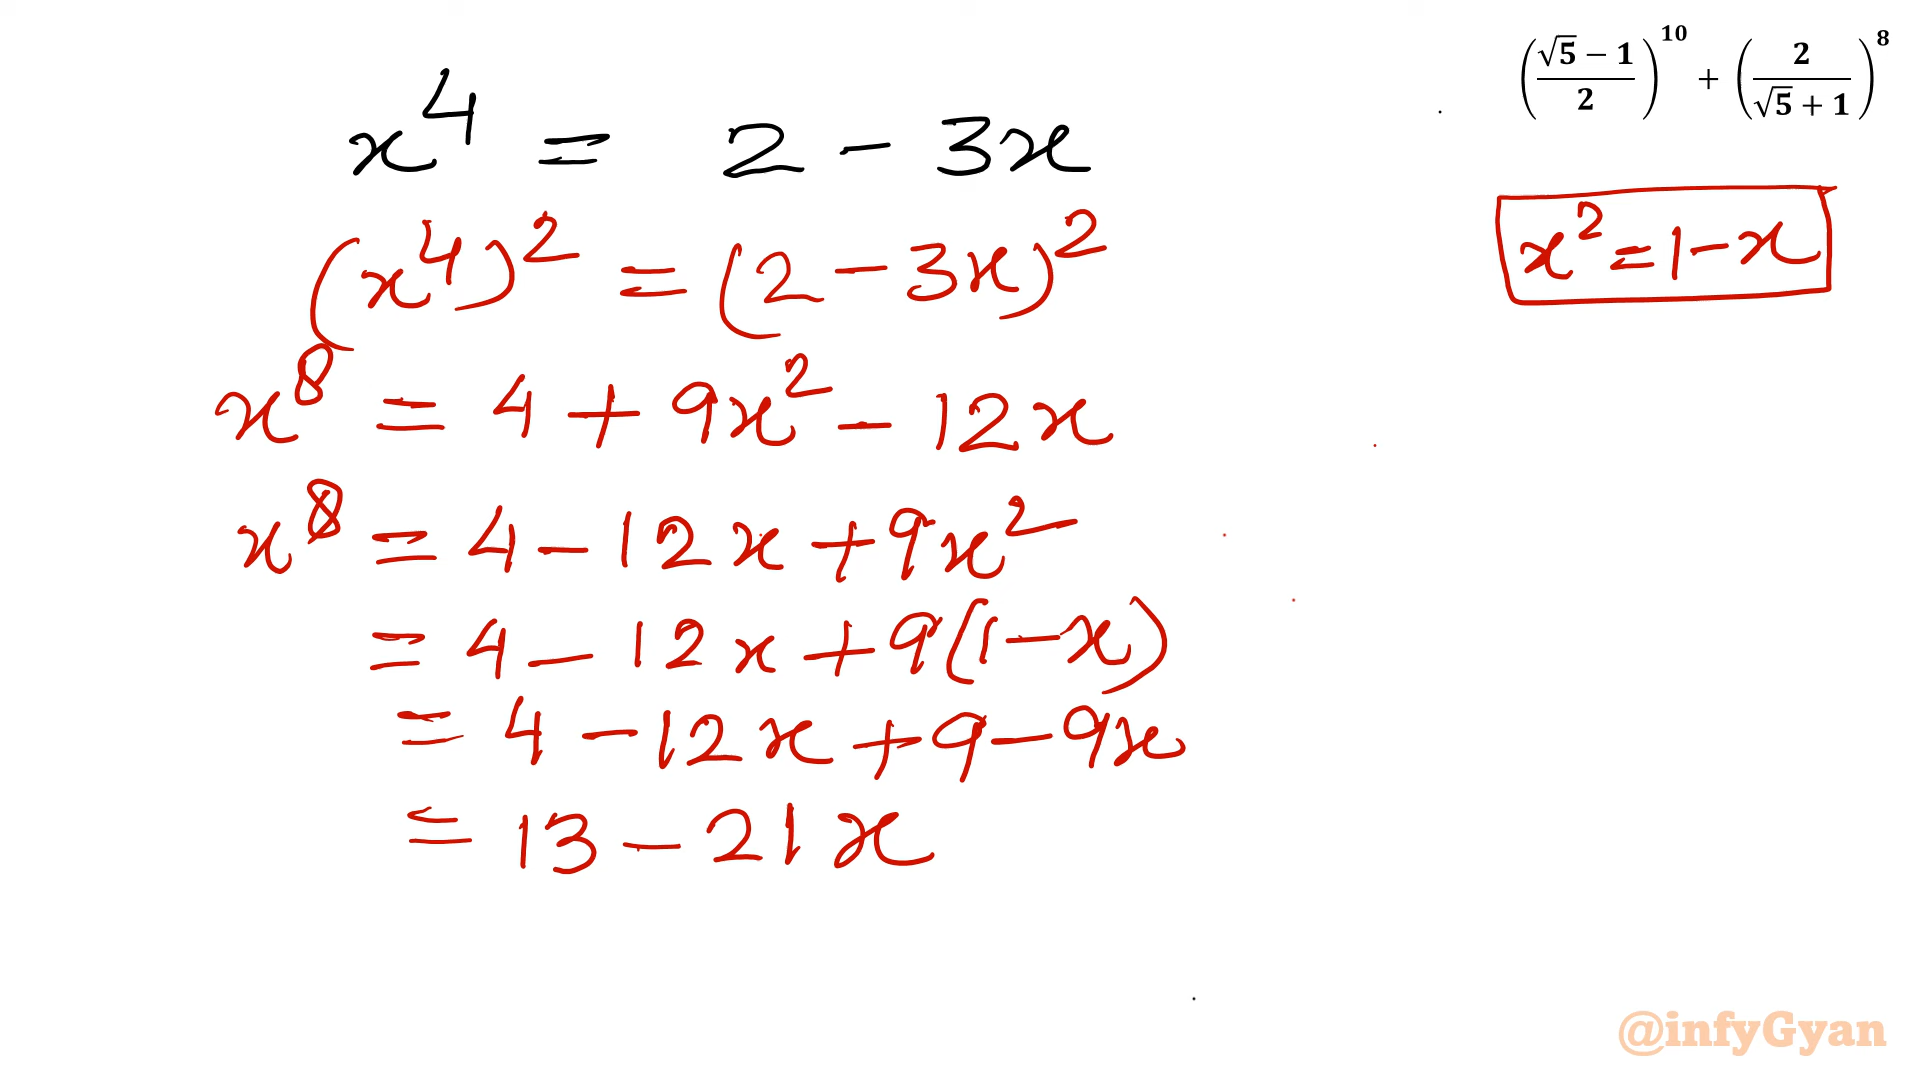 (√5 − 1 / 2)^10 + (2 / √5 + 1)^8
x^4 = 2 − 3x
x^2 = 1 − x
(x^4)^2 = (2 − 3x)^2
x^8 = 4 + 9x^2 − 12x
x^8 = 4 − 12x + 9x^2
= 4 − 12x + 9(1 − x)
= 4 − 12x + 9 − 9x
= 13 − 21x
@infyGyan